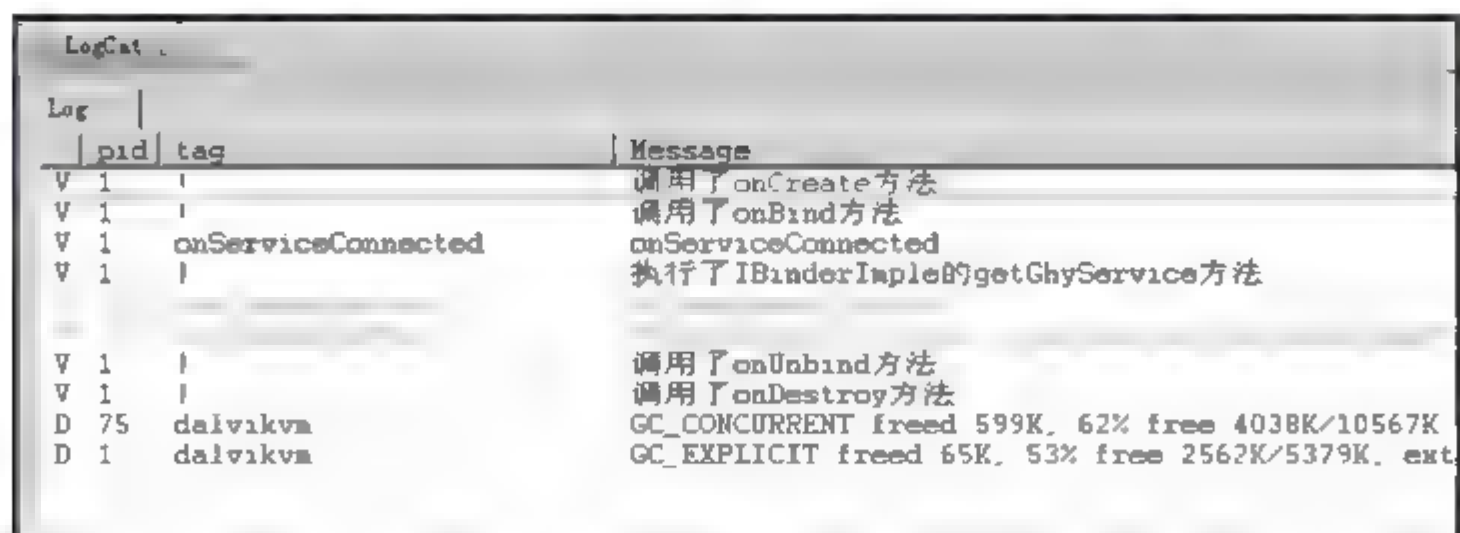 LogCat
Log
pid tag Message
V 1 ! 调用了onCreate方法
V 1 ! 调用了onBind方法
V 1 onServiceConnected onServiceConnected
V 1 ! 执行了IBinderImple的getGhyService方法
V 1 ! 调用了onUnbind方法
V 1 ! 调用了onDestroy方法
D 75 dalvikvm GC_CONCURRENT freed 599K, 62% free 4038K/10567K
D 1 dalvikvm GC_EXPLICIT freed 65K, 53% free 2562K/5379K, ext